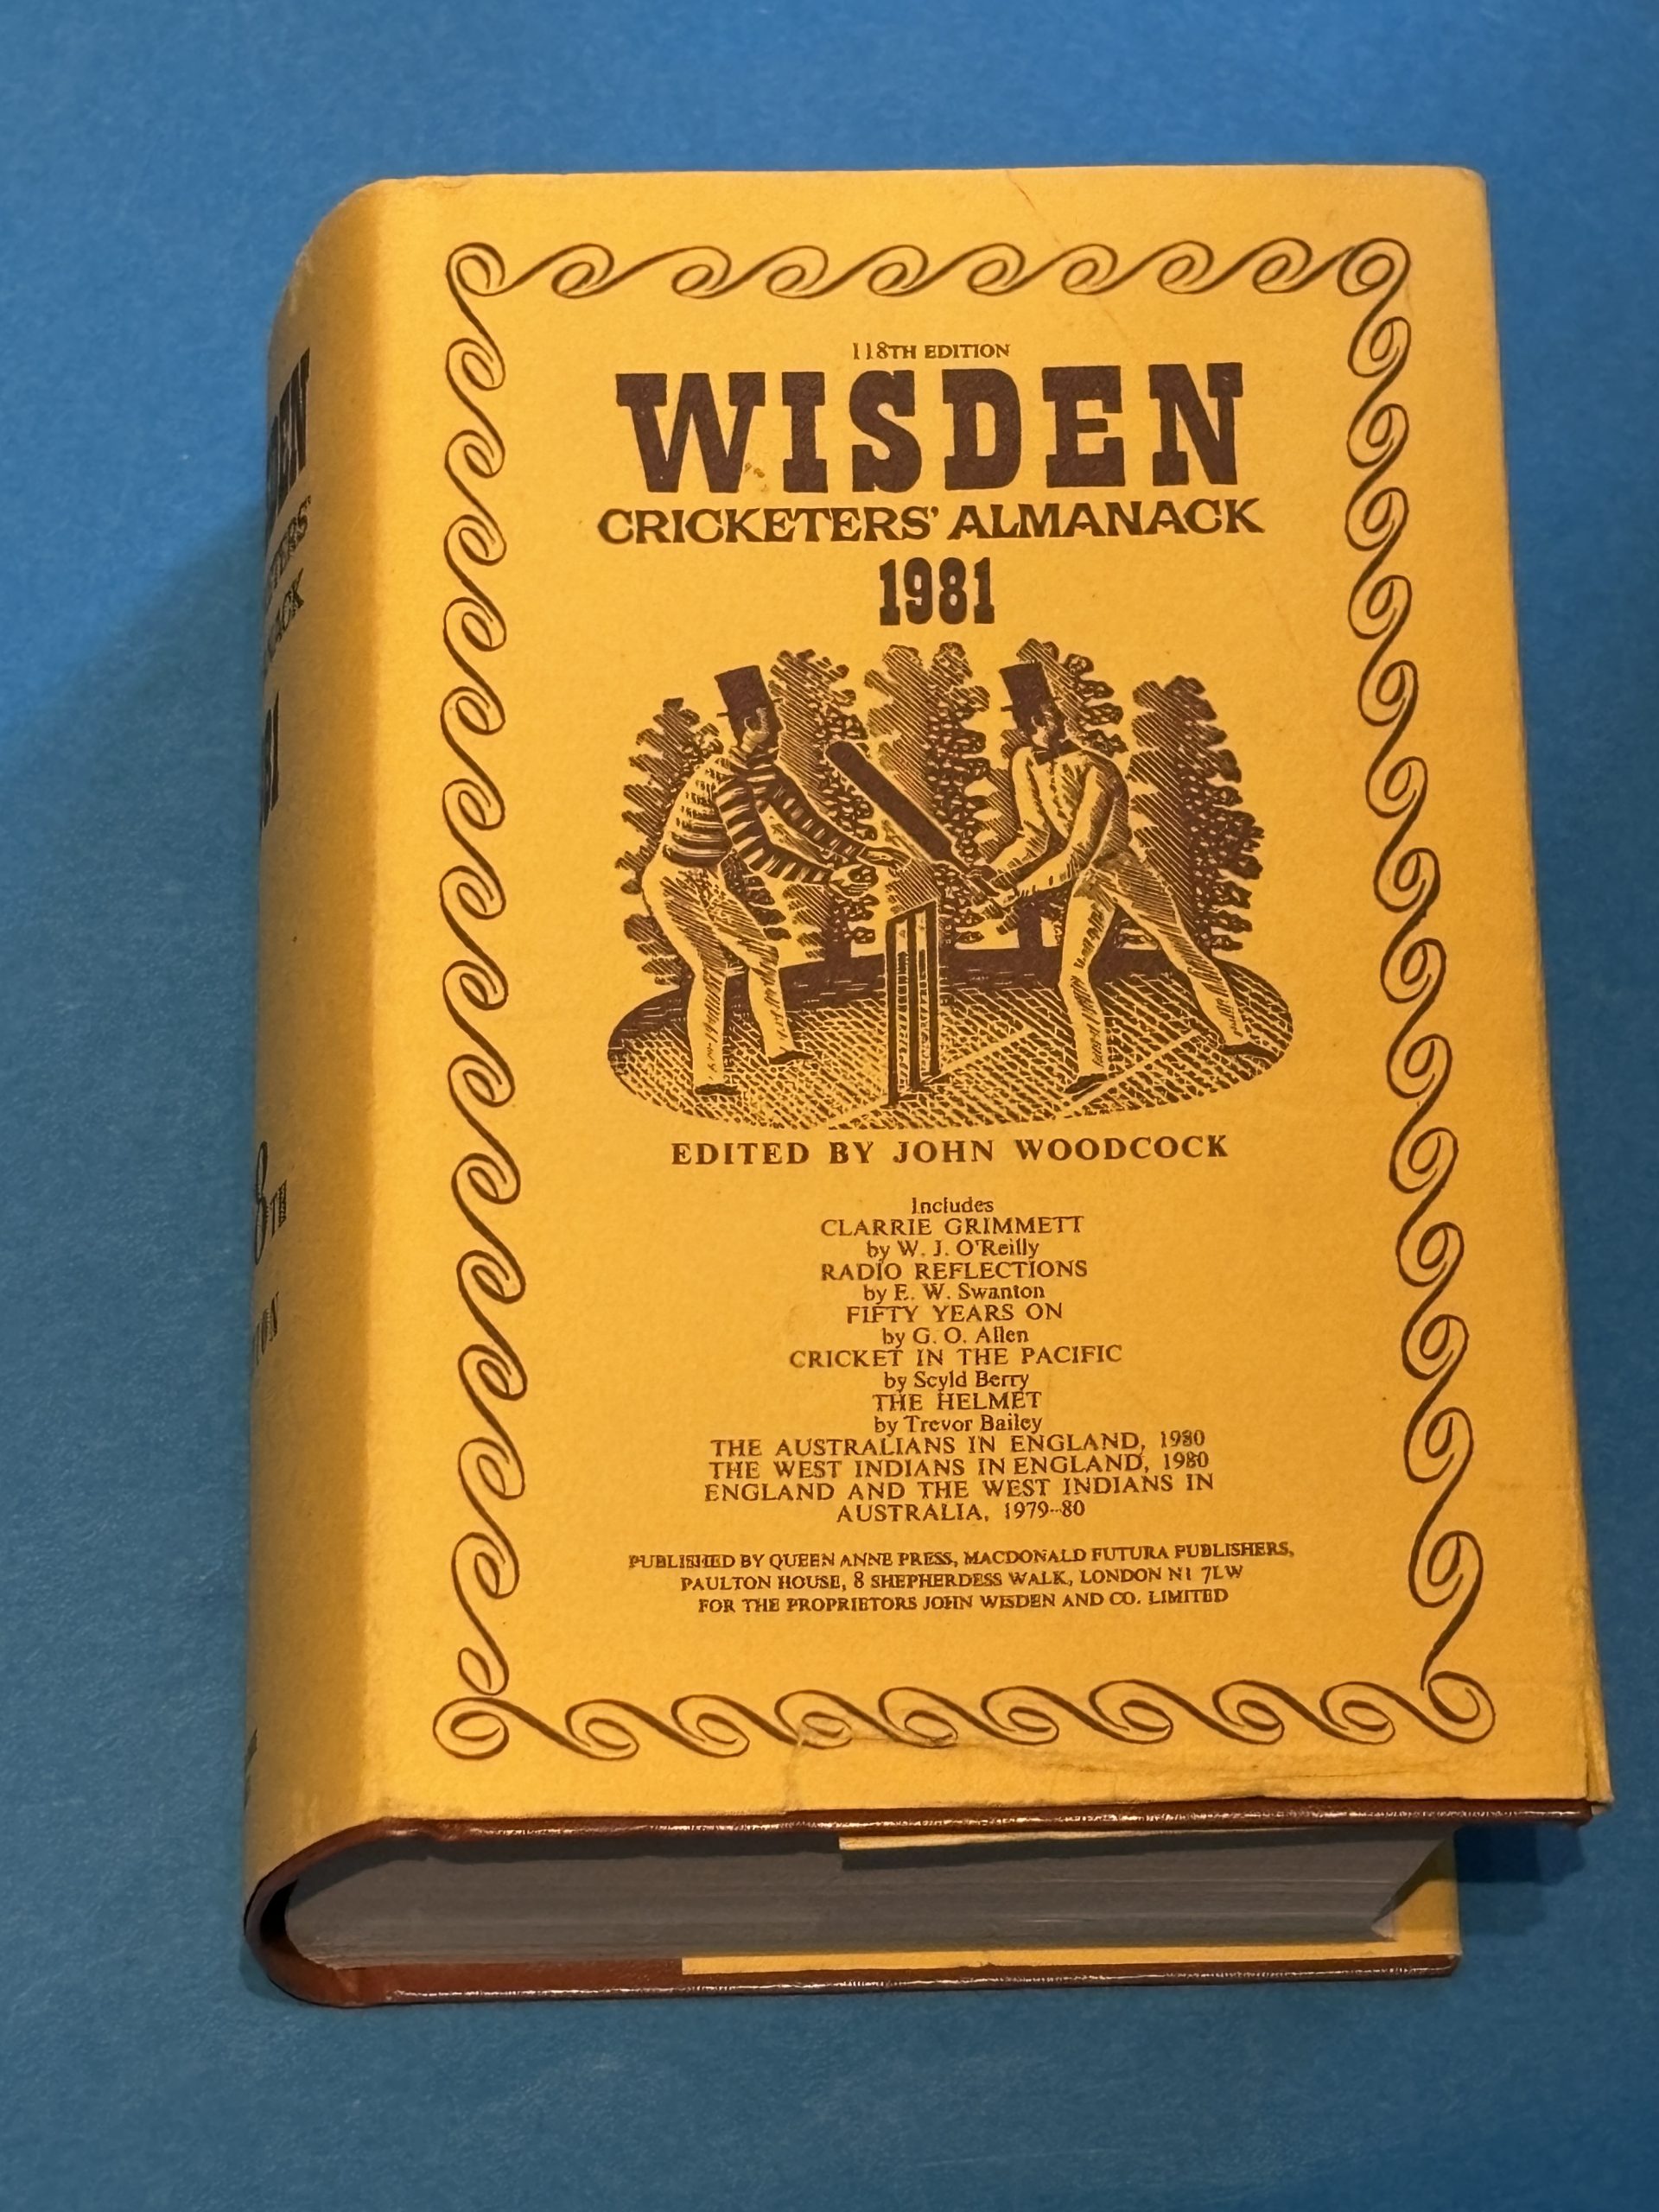 118TH EDITION
WISDEN
CRICKETERS' ALMANACK
1981
EDITED BY JOHN WOODCOCK
Includes
CLARRIE GRIMMETT
by W. J. O'Reilly
RADIO REFLECTIONS
by E. W. Swanton
FIFTY YEARS ON
by G. O. Allen
CRICKET IN THE PACIFIC
by Scyld Berry
THE HELMET
by Trevor Bailey
THE AUSTRALIANS IN ENGLAND, 1980
THE WEST INDIANS IN ENGLAND, 1980
ENGLAND AND THE WEST INDIANS IN
AUSTRALIA, 1979-80
PUBLISHED BY QUEEN ANNE PRESS, MACDONALD FUTURA PUBLISHERS,
PAULTON HOUSE, 8 SHEPHERDESS WALK, LONDON N1 7LW
FOR THE PROPRIETORS JOHN WISDEN AND CO. LIMITED